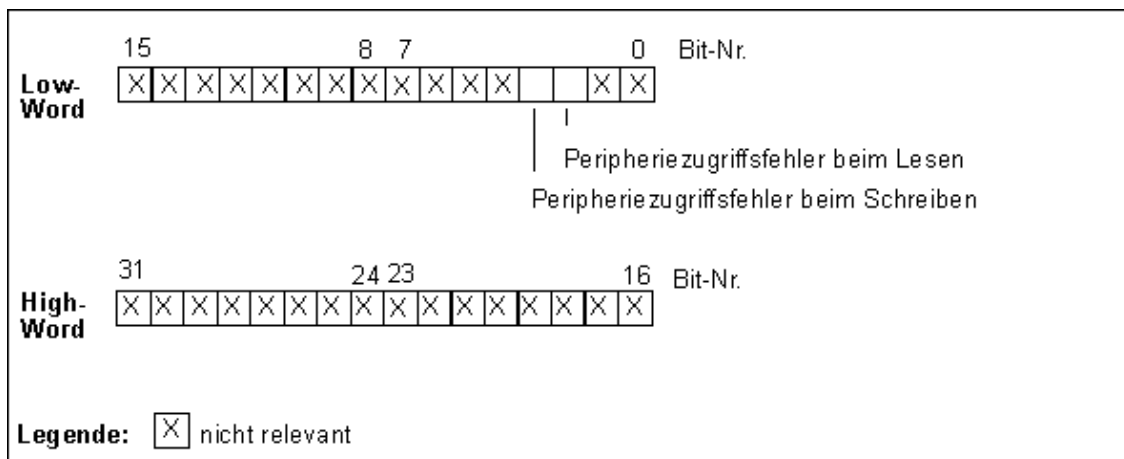 15 8 7 0 Bit-Nr.
Low-
Word
X X X X X X X X X X X X X X
Peripheriezugriffsfehler beim Lesen
Peripheriezugriffsfehler beim Schreiben
31 24 23 16 Bit-Nr.
High-
Word
X X X X X X X X X X X X X X X X
Legende: X nicht relevant